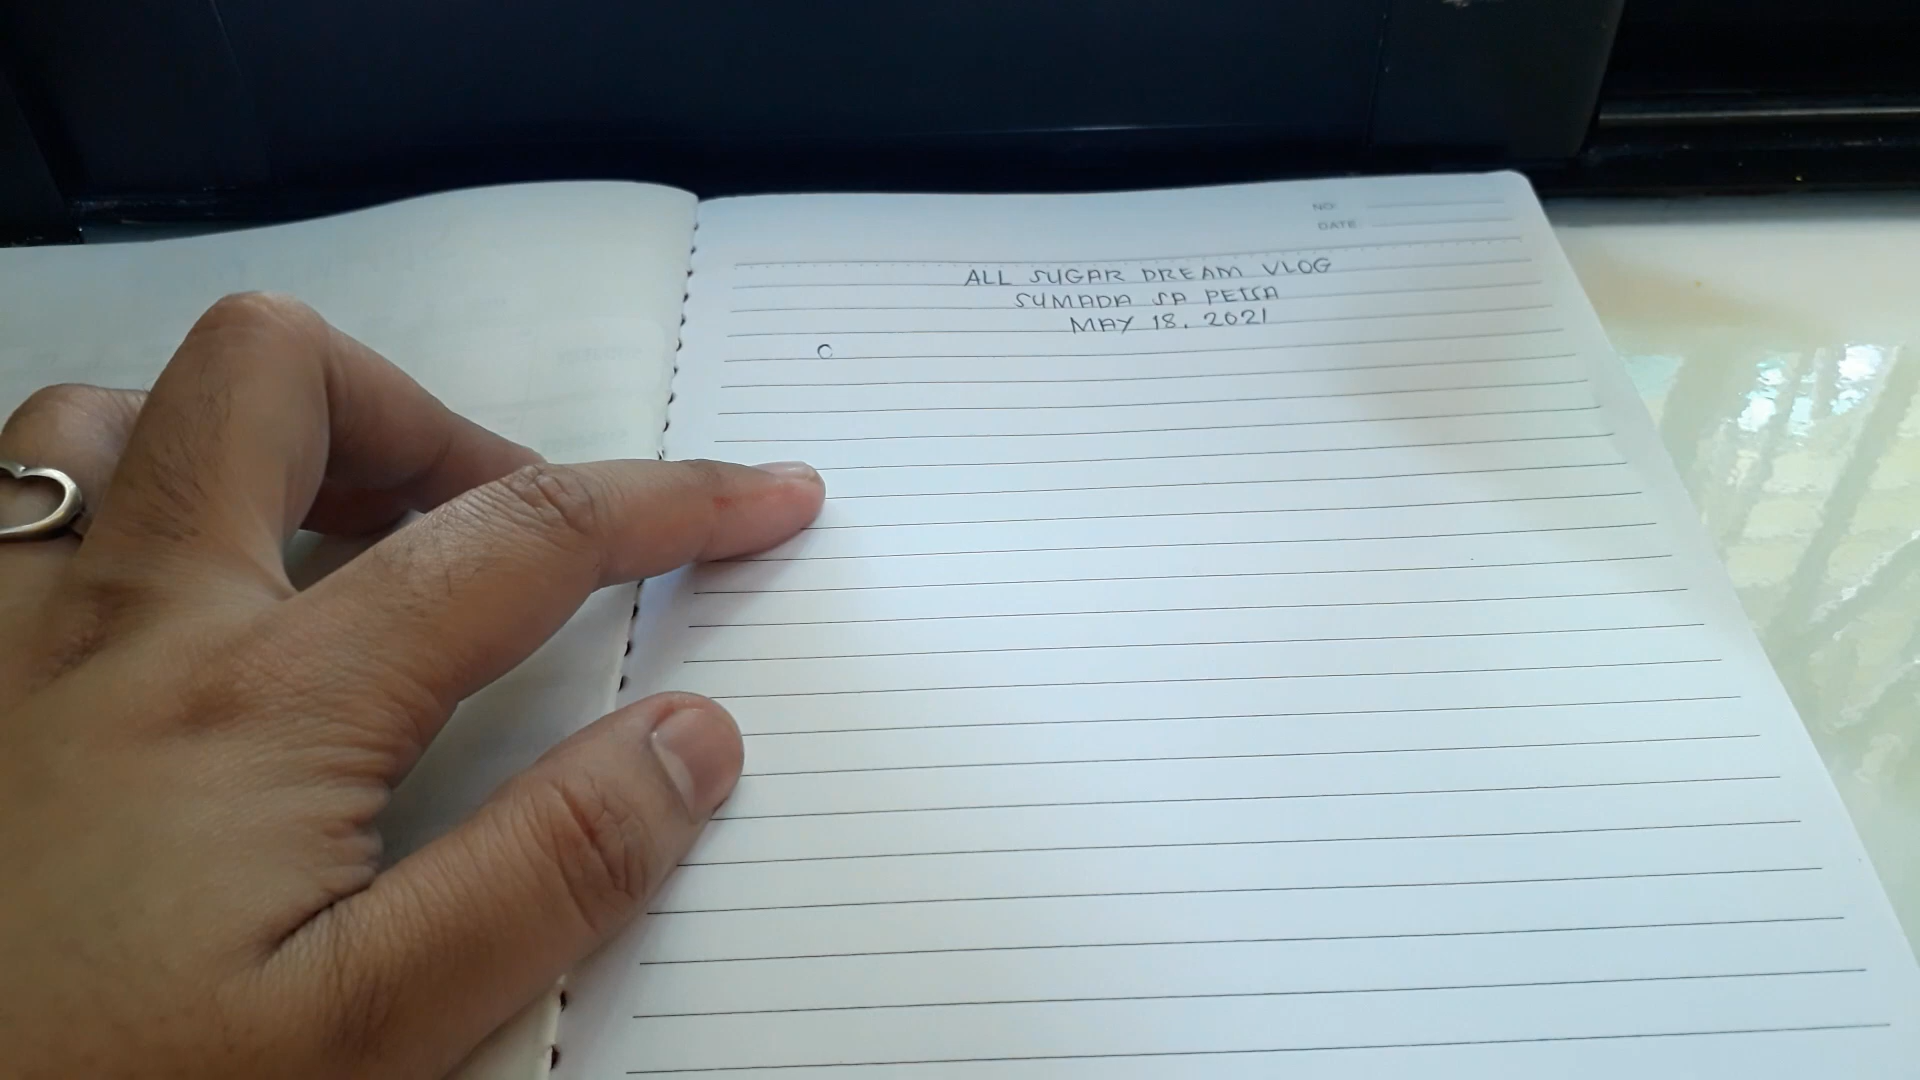 NO:
DATE:
ALL SUGAR DREAM VLOG
SUMADA SA PETSA
MAY 18, 2021
C